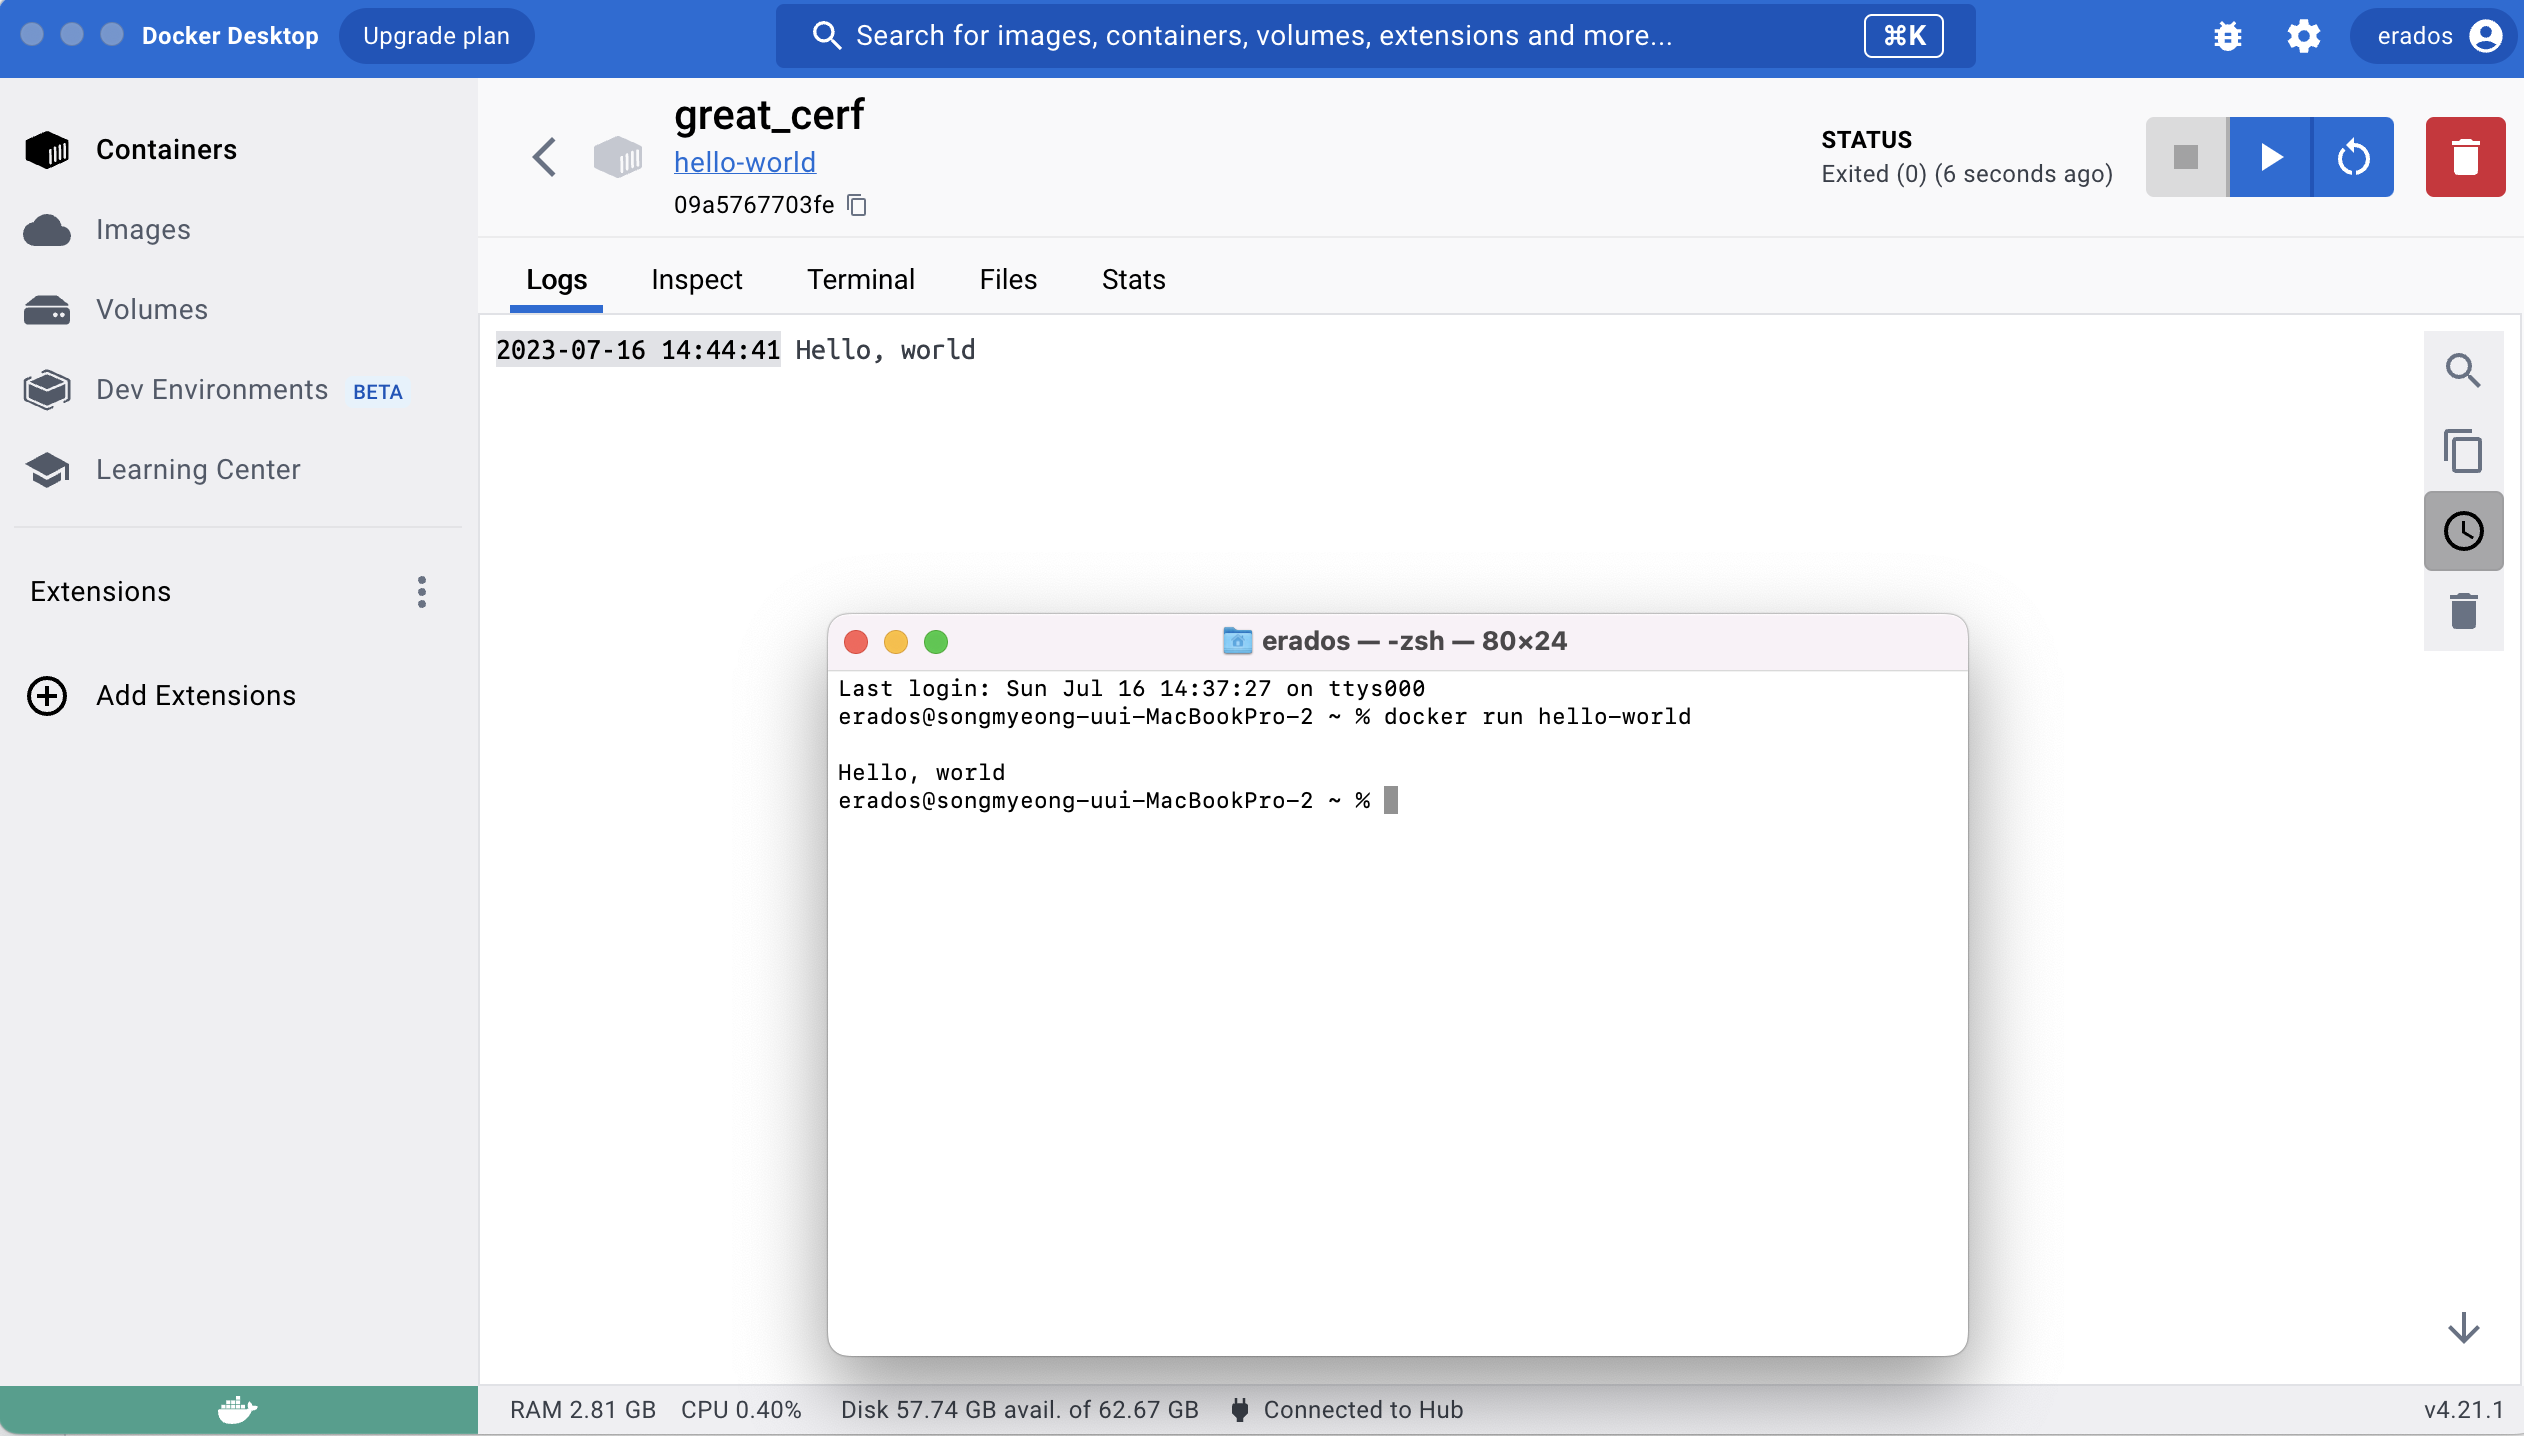 Docker Desktop Upgrade plan Search for images, containers, volumes, extensions and more... ⌘K erados
Containers
Images
Volumes
Dev Environments BETA
Learning Center
Extensions
Add Extensions
great_cerf
hello-world
09a5767703fe
STATUS
Exited (0) (6 seconds ago)
Logs Inspect Terminal Files Stats
2023-07-16 14:44:41 Hello, world
erados — -zsh — 80×24
Last login: Sun Jul 16 14:37:27 on ttys000
erados@songmyeong-uui-MacBookPro-2 ~ % docker run hello-world
Hello, world
erados@songmyeong-uui-MacBookPro-2 ~ %
RAM 2.81 GB CPU 0.40% Disk 57.74 GB avail. of 62.67 GB Connected to Hub v4.21.1